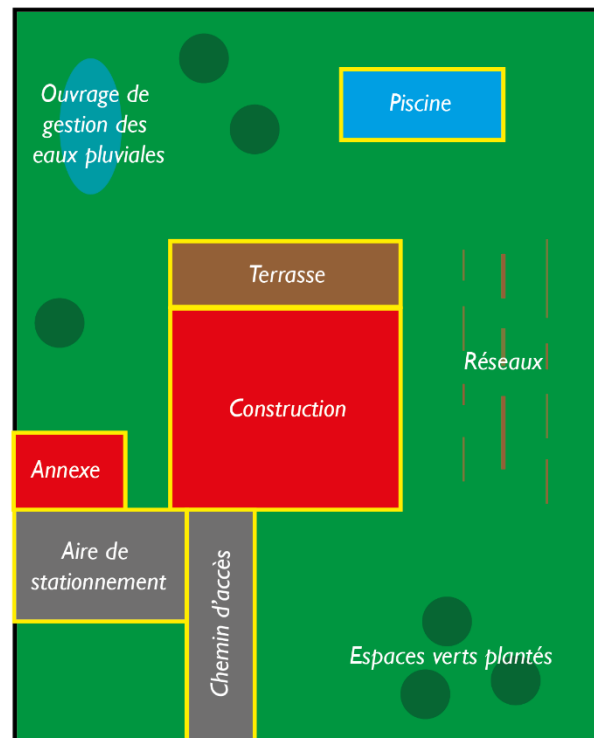 Ouvrage de
gestion des
eaux pluviales
Piscine
Terrasse
Réseaux
Construction
Annexe
Aire de
stationnement
Chemin d'accès
Espaces verts plantés